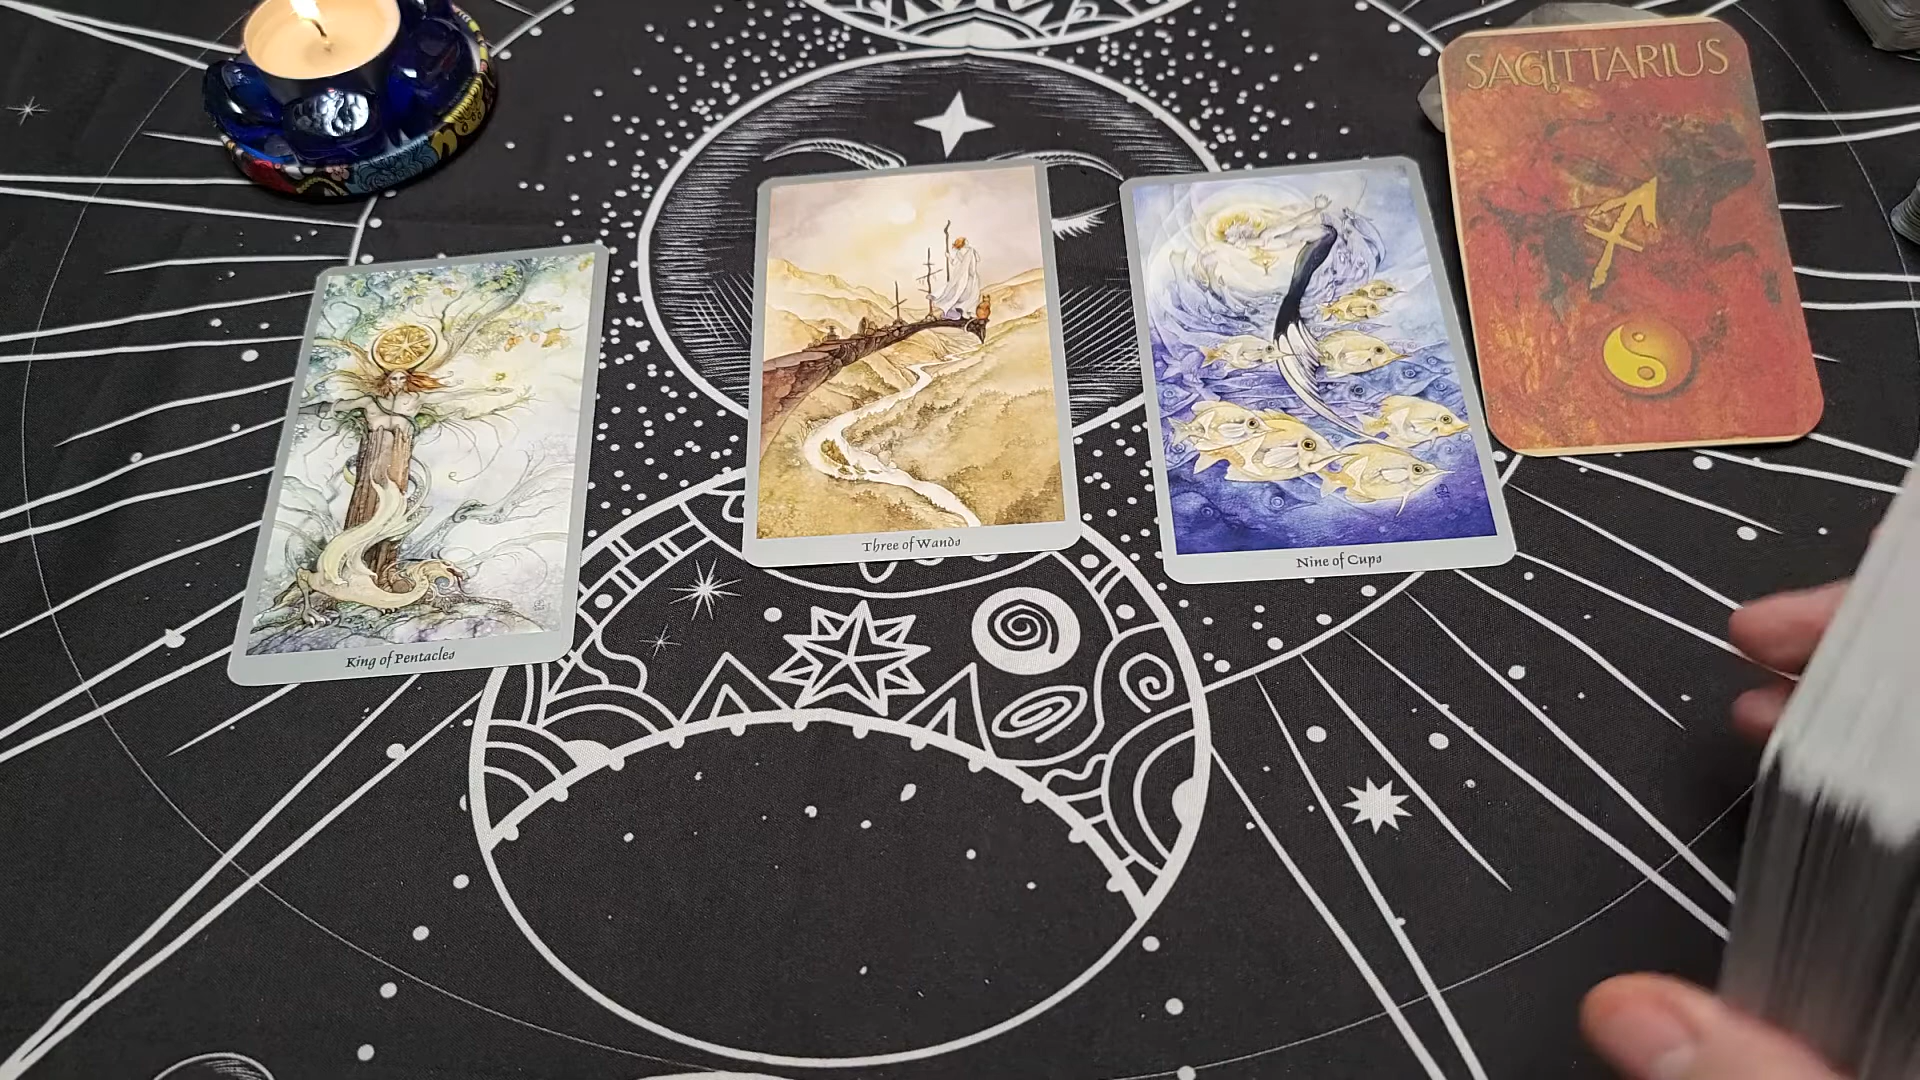 SAGITTARIUS
King of Pentacles
Three of Wands
Nine of Cups